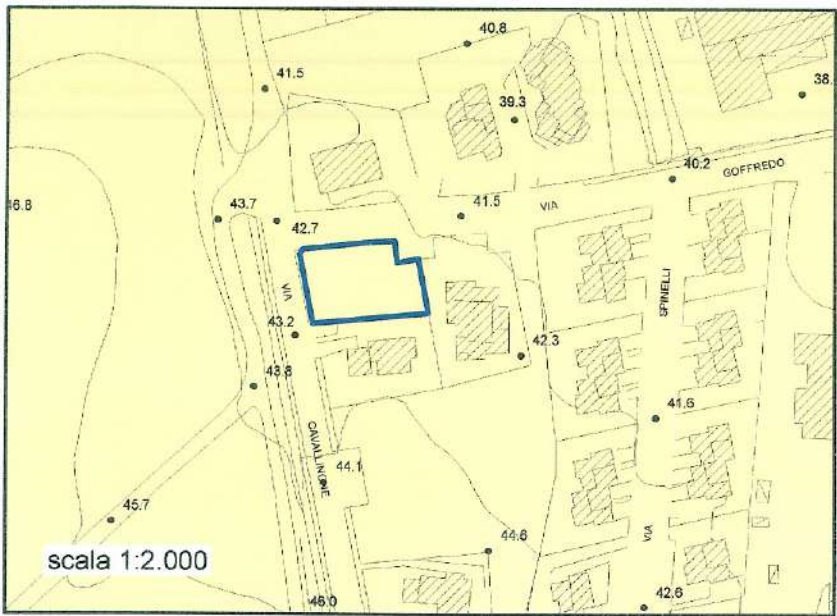 40.8
41.5
39.3
38.
40.2
GOFFREDO
46.8
43.7
42.7
41.5
VIA
VIA
SPINELLI
43.2
42.3
43.8
41.6
CAVALLINONE
44.1
45.7
44.6
VIA
scala 1:2.000
46.0
42.6